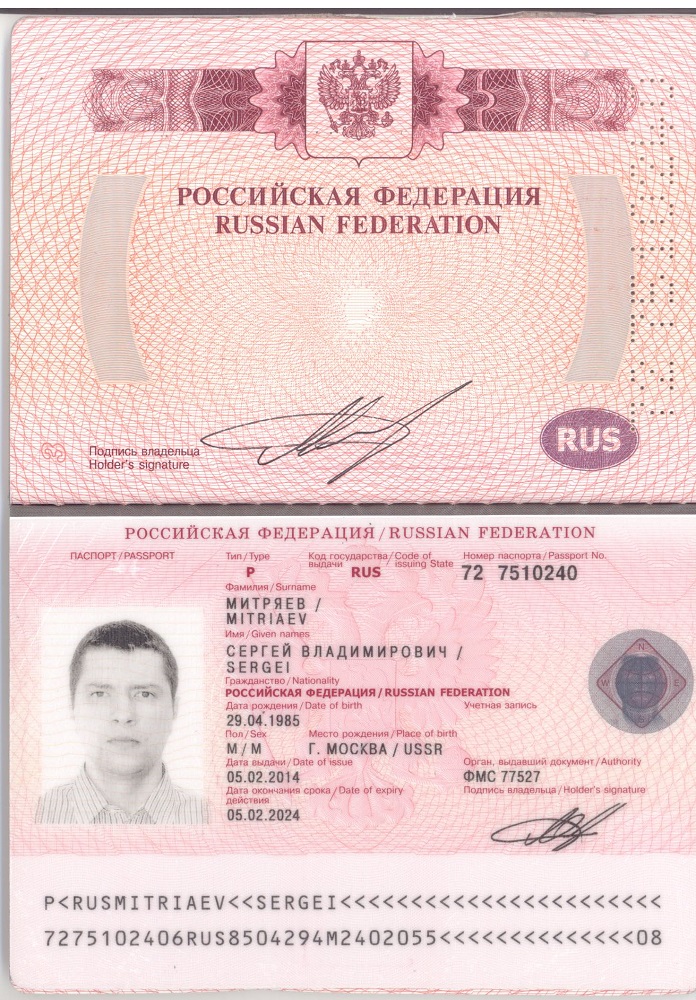 РОССИЙСКАЯ ФЕДЕРАЦИЯ
RUSSIAN FEDERATION
RUS
Подпись владельца
Holder's signature
РОССИЙСКАЯ ФЕДЕРАЦИЯ/RUSSIAN FEDERATION
ПАСПОРТ/PASSPORT
Тип/Type
Код государства/Code of
выдачи issuing State
Номер паспорта/Passport No.
P
RUS
72 7510240
Фамилия/Surname
МИТРЯЕВ /
MITRIAEV
Имя/Given names
СЕРГЕЙ ВЛАДИМИРОВИЧ /
SERGEI
Гражданство/Nationality
РОССИЙСКАЯ ФЕДЕРАЦИЯ/RUSSIAN FEDERATION
Дата рождения/Date of birth
Учетная запись
29.04.1985
Пол/Sex
Место рождения/Place of birth
М/M
Г. МОСКВА / USSR
Дата выдачи/Date of issue
Орган, выдавший документ/Authority
05.02.2014
ФМС 77527
Дата окончания срока/Date of expiry
действия
Подпись владельца/Holder's signature
05.02.2024
N
W
E
P<RUSMITRIAEV<<SERGEI<<<<<<<<<<<<<<<<<<<<<<<
7275102406RUS8504294M2402055<<<<<<<<<<<<<<08